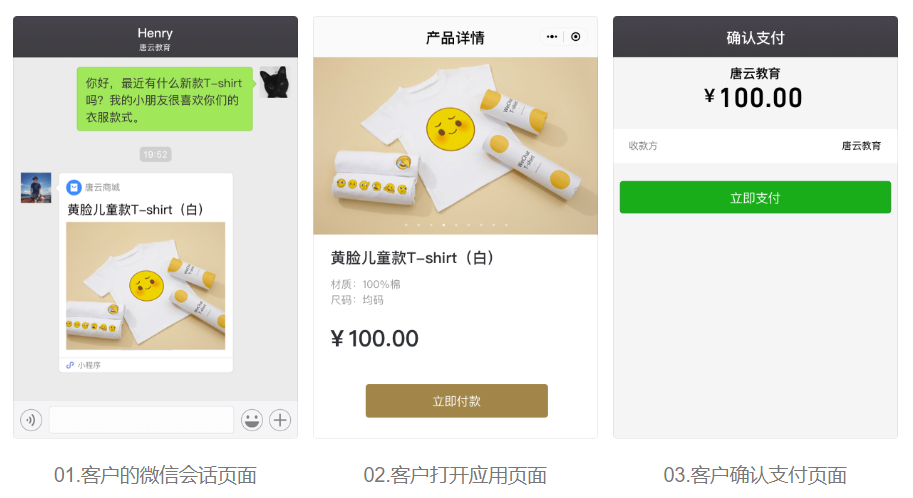 Henry
唐云教育
你好，最近有什么新款T-shirt
吗？我的小朋友很喜欢你们的
衣服款式。
19:52
唐云商城
黄脸儿童款T-shirt（白）
小程序
01.客户的微信会话页面
产品详情
WeChat
T-shirt
WeChat
T-shirt
黄脸儿童款T-shirt（白）
材质：100%棉
尺码：均码
¥100.00
立即付款
02.客户打开应用页面
确认支付
唐云教育
¥100.00
收款方
唐云教育
立即支付
03.客户确认支付页面